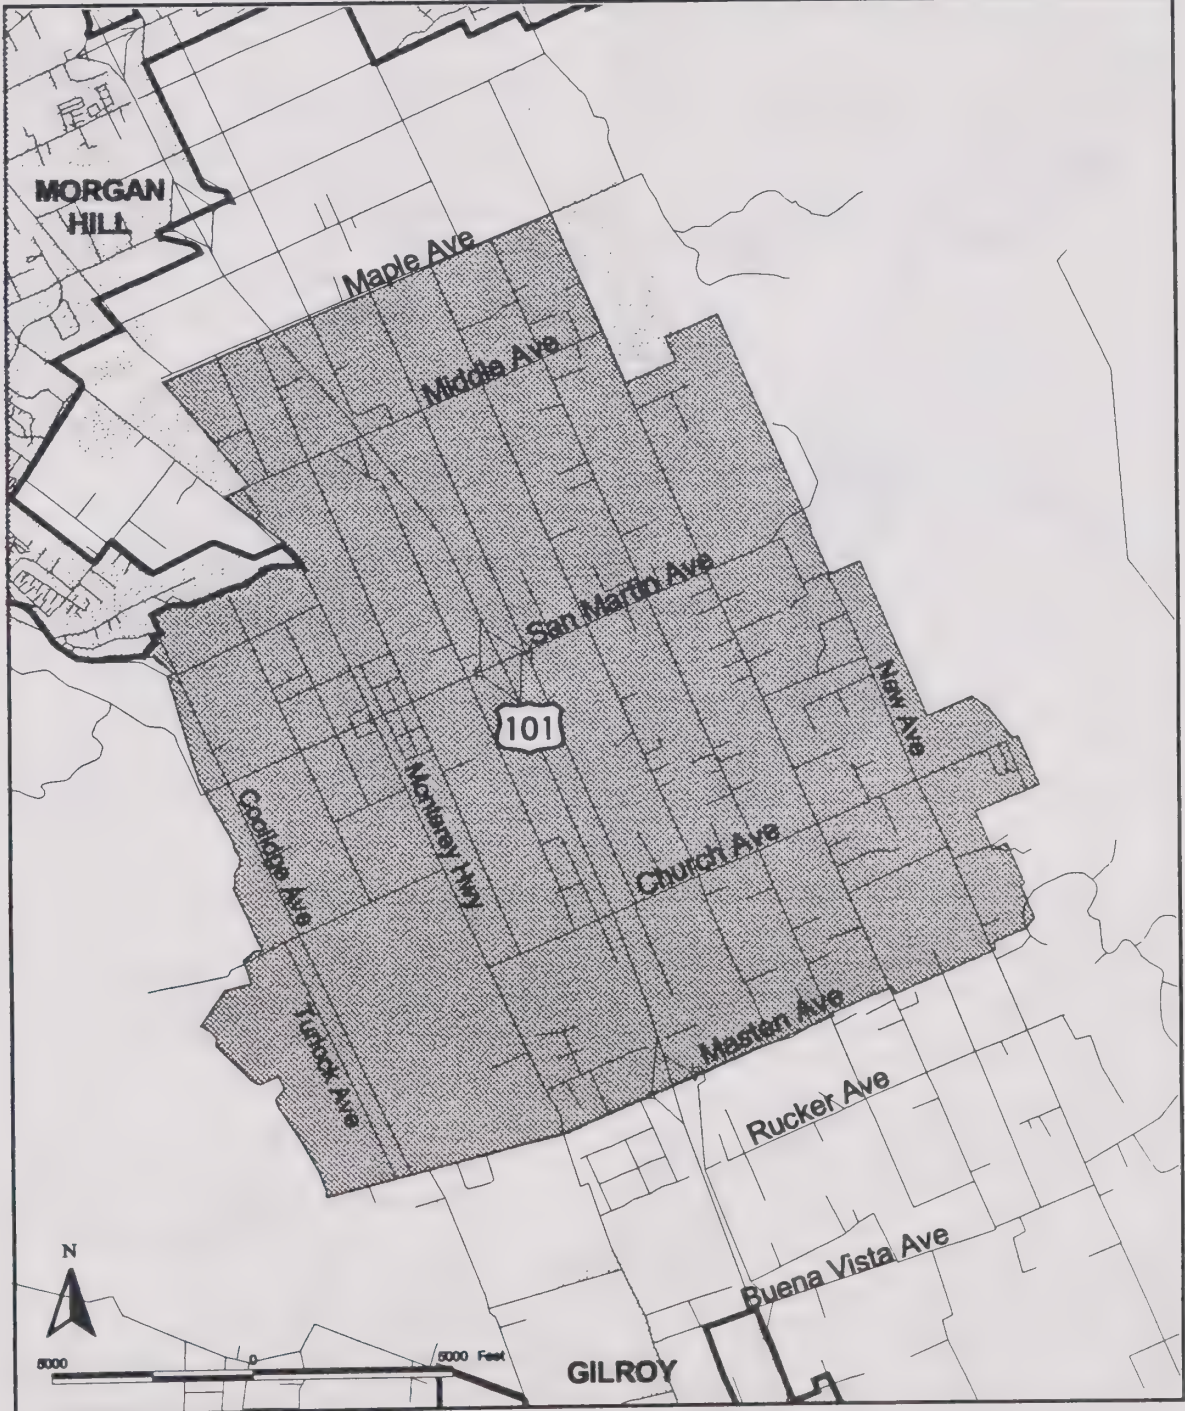 MORGAN
HILL
Maple Ave
Middle Ave
San Martin Ave
New Ave
101
Monterey Hwy
Coolidge Ave
Church Ave
Turlock Ave
Masten Ave
Rucker Ave
Buena Vista Ave
N
5000 0 5000 Feet
GILROY